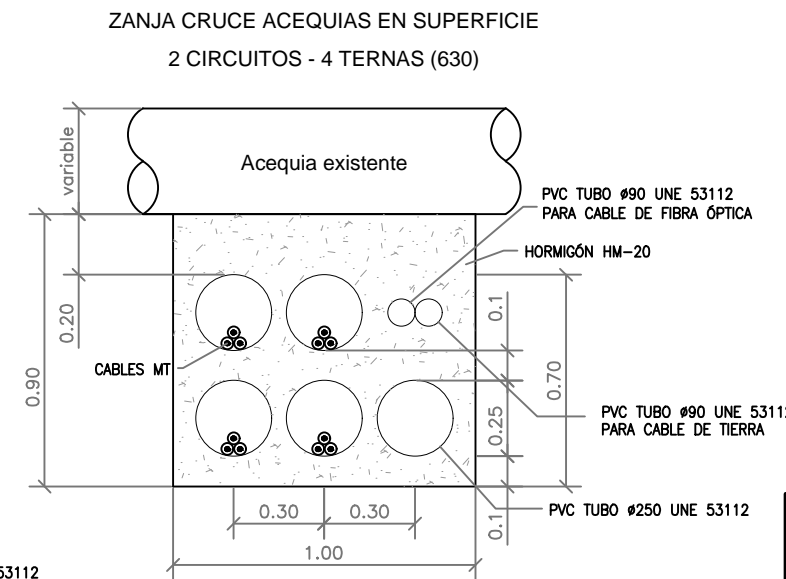 ZANJA CRUCE ACEQUIAS EN SUPERFICIE
2 CIRCUITOS - 4 TERNAS (630)
variable
Acequia existente
PVC TUBO ø90 UNE 53112
PARA CABLE DE FIBRA ÓPTICA
HORMIGÓN HM-20
0.20
0.1
0.90
CABLES MT
0.70
0.25
PVC TUBO ø90 UNE 53112
PARA CABLE DE TIERRA
0.30
0.30
0.1
PVC TUBO ø250 UNE 53112
1.00
53112